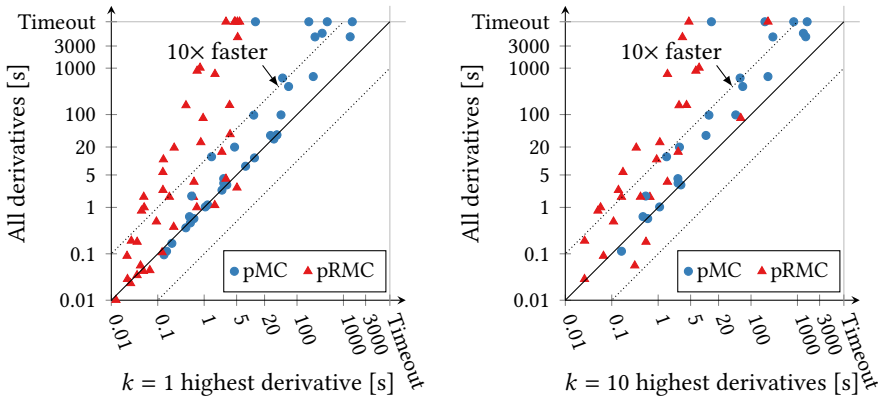 Timeout
3000
1000
100
20
5
1
0.1
0.01
All derivatives [s]
10× faster
pMC
pRMC
0.01
0.1
1
5
20
100
1000
3000
Timeout
k = 1 highest derivative [s]
Timeout
3000
1000
100
20
5
1
0.1
0.01
All derivatives [s]
10× faster
pMC
pRMC
0.01
0.1
1
5
20
100
1000
3000
Timeout
k = 10 highest derivatives [s]